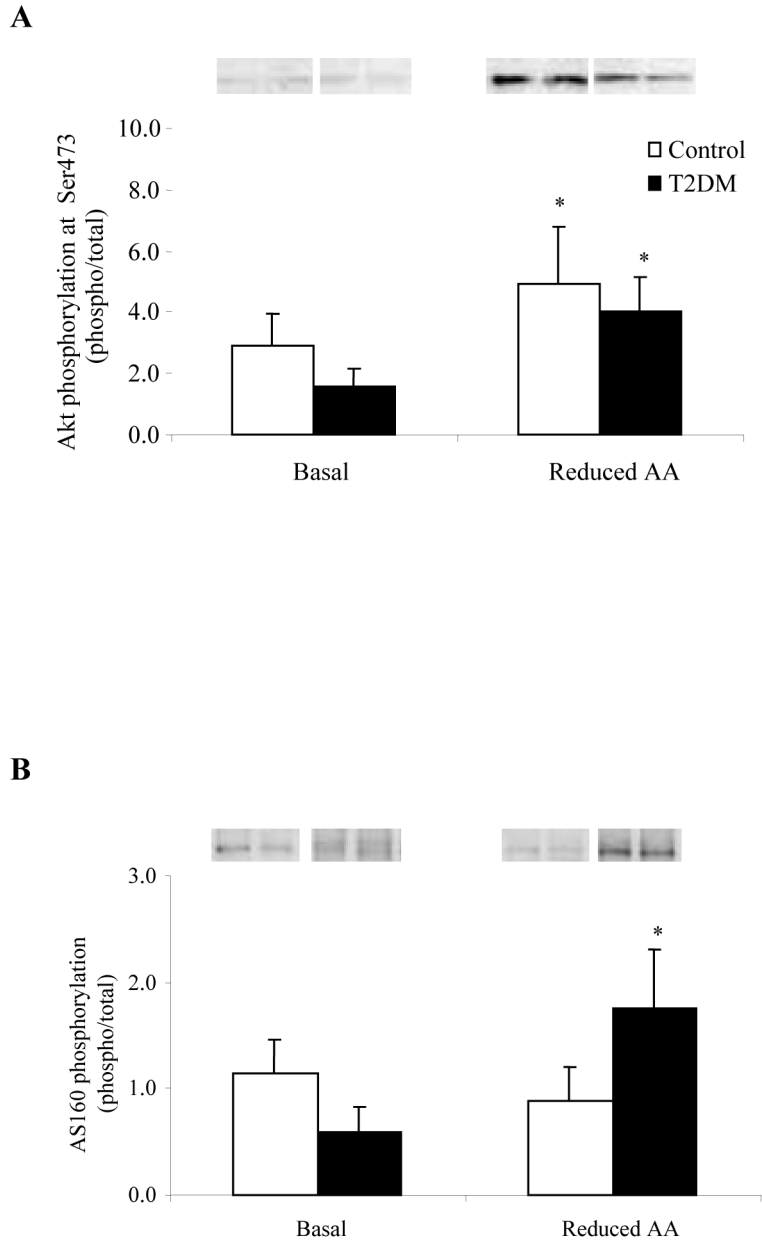 A
Akt phosphorylation at Ser473
(phospho/total)
10.0
8.0
6.0
4.0
2.0
0.0
Control
T2DM
*
*
Basal
Reduced AA
B
AS160 phosphorylation
(phospho/total)
3.0
2.0
1.0
0.0
*
Basal
Reduced AA